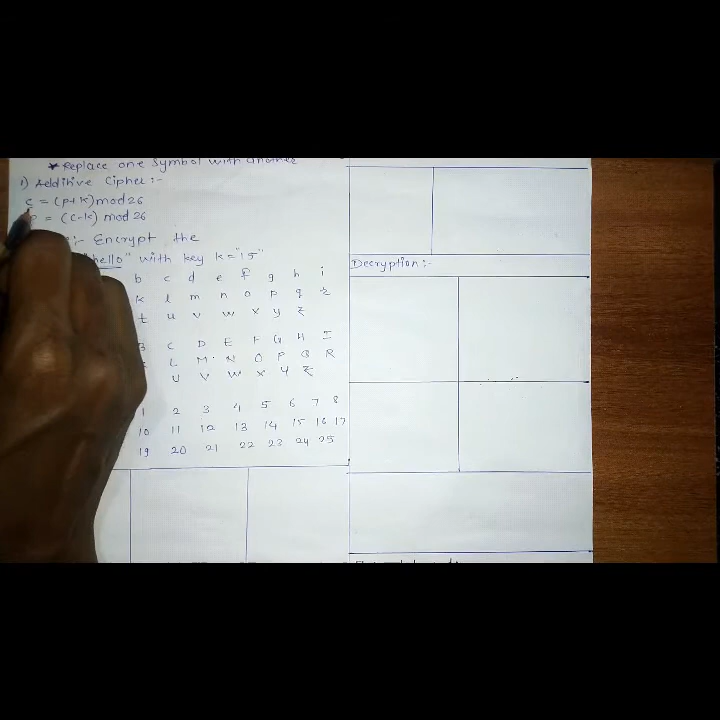 * Replace one Symbol with another
1) Additive Cipher:-
C = (P+K)mod 26
P = (C-K) mod 26
:- Encrypt the
"hello" with key K="15"
b c d e f g h i
k l m n o p q r
t u v w x y z
B C D E F G H I
L M N O P Q R
U V W X Y Z
1 2 3 4 5 6 7 8
10 11 12 13 14 15 16 17
19 20 21 22 23 24 25
Decryption:-